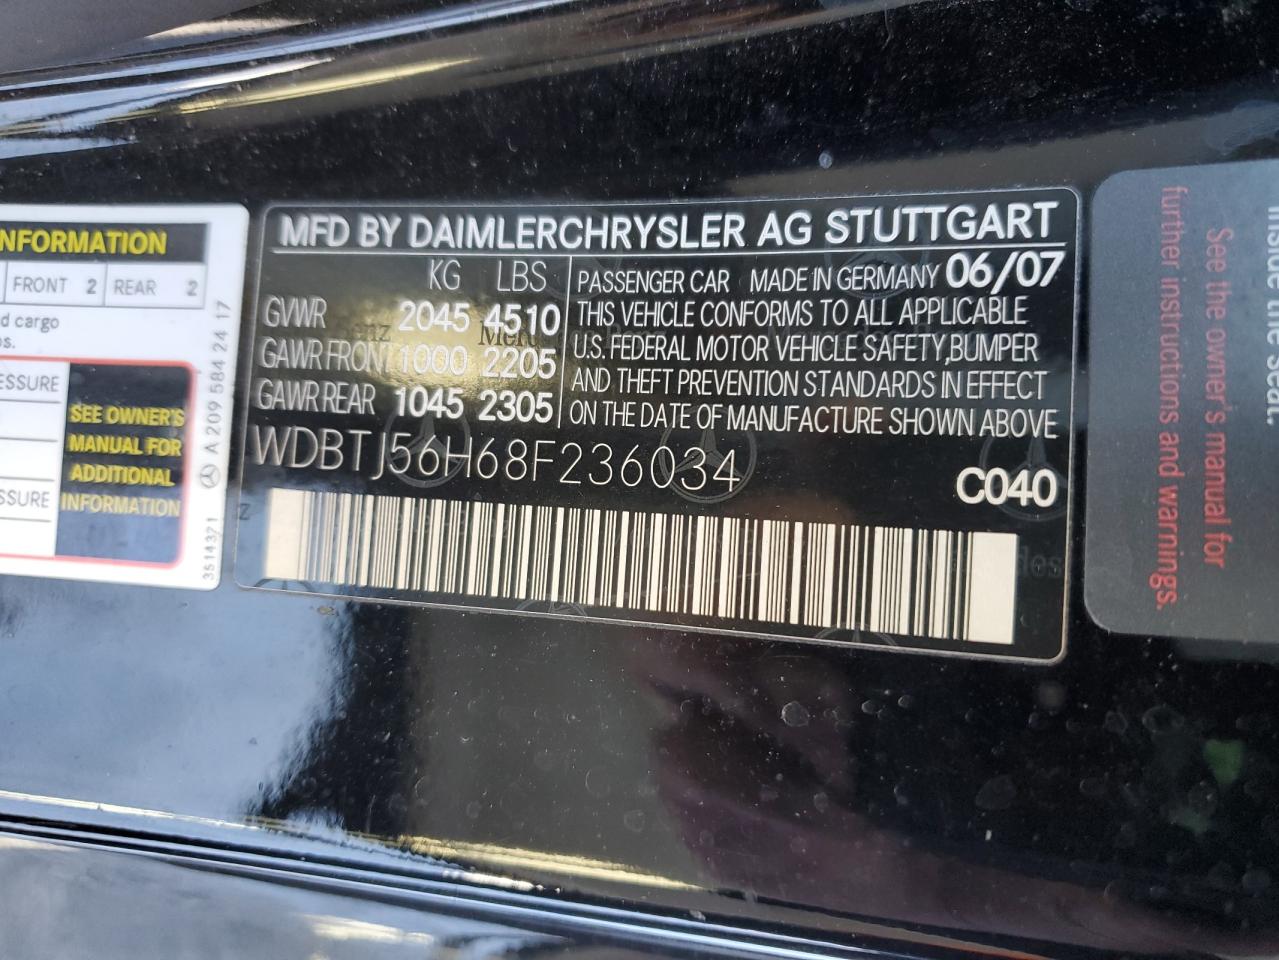 NFORMATION
FRONT 2 REAR 2
d cargo
os.
ESSURE
SSURE
SEE OWNER'S
MANUAL FOR
ADDITIONAL
INFORMATION
3514371 A 209 584 24 17
MFD BY DAIMLERCHRYSLER AG STUTTGART
KG LBS
GVWR 2045 4510
GAWR FRONT 1000 2205
GAWR REAR 1045 2305
PASSENGER CAR MADE IN GERMANY 06/07
THIS VEHICLE CONFORMS TO ALL APPLICABLE
U.S. FEDERAL MOTOR VEHICLE SAFETY,BUMPER
AND THEFT PREVENTION STANDARDS IN EFFECT
ON THE DATE OF MANUFACTURE SHOWN ABOVE
WDBTJ56H68F236034
C040
inside the seat.
See the owner's manual for
further instructions and warnings.